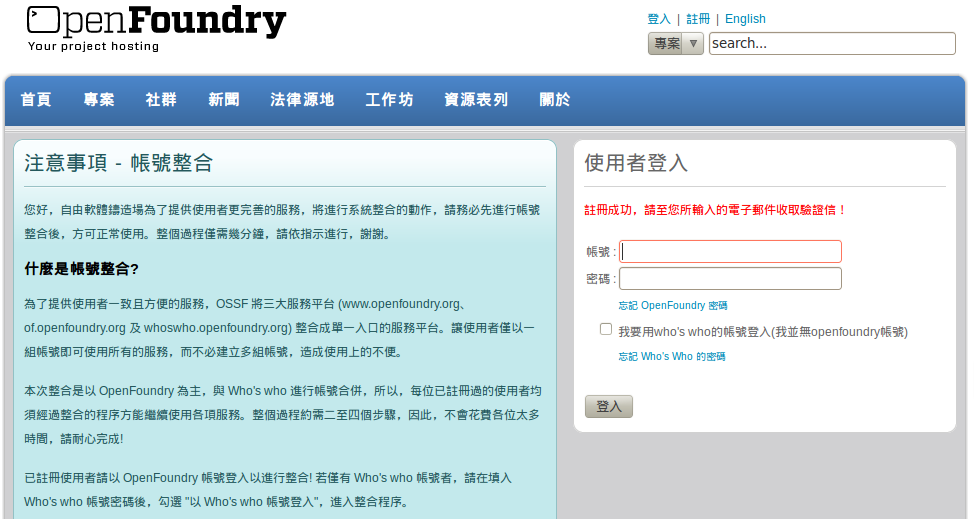 OpenFoundry
Your project hosting
登入 | 註冊 | English
專案 ▼ search...
首頁 專案 社群 新聞 法律源地 工作坊 資源表列 關於
注意事項 - 帳號整合
您好，自由軟體鑄造場為了提供使用者更完善的服務，將進行系統整合的動作，請務必先進行帳號
整合後，方可正常使用。整個過程僅需幾分鐘，請依指示進行，謝謝。
什麼是帳號整合?
為了提供使用者一致且方便的服務，OSSF 將三大服務平台 (www.openfoundry.org、
of.openfoundry.org 及 whoswho.openfoundry.org) 整合成單一入口的服務平台。讓使用者僅以一
組帳號即可使用所有的服務，而不必建立多組帳號，造成使用上的不便。
本次整合是以 OpenFoundry 為主，與 Who's who 進行帳號合併，所以，每位已註冊過的使用者均
須經過整合的程序方能繼續使用各項服務。整個過程約需二至四個步驟，因此，不會花費各位太多
時間，請耐心完成!
已註冊使用者請以 OpenFoundry 帳號登入以進行整合! 若僅有 Who's who 帳號者，請在填入
Who's who 帳號密碼後，勾選 "以 Who's who 帳號登入"，進入整合程序。
使用者登入
註冊成功，請至您所輸入的電子郵件收取驗證信！
帳號 :
密碼 :
忘記 OpenFoundry 密碼
我要用who's who的帳號登入(我並無openfoundry帳號)
忘記 Who's Who 的密碼
登入